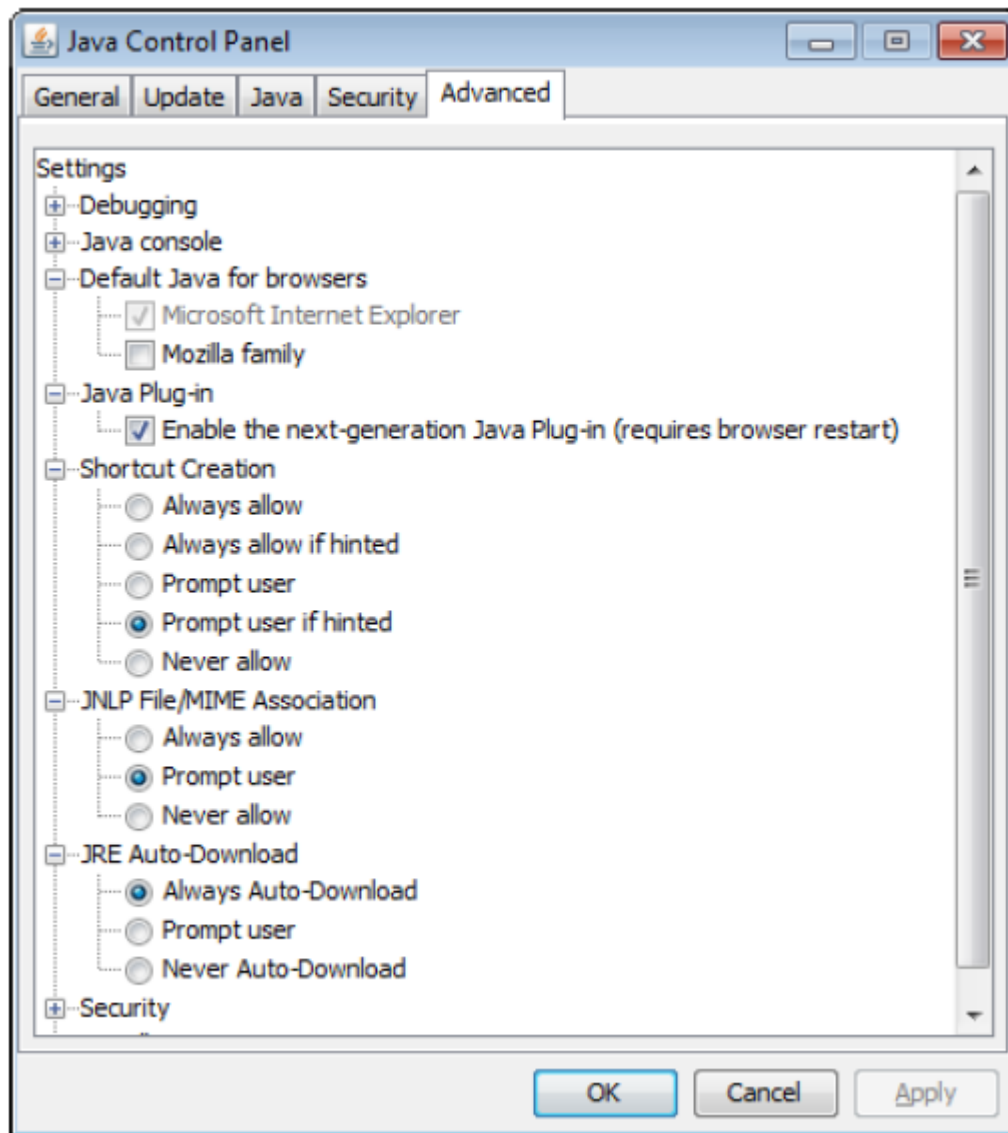 Java Control Panel
General Update Java Security Advanced
Settings
Debugging
Java console
Default Java for browsers
Microsoft Internet Explorer
Mozilla family
Java Plug-in
Enable the next-generation Java Plug-in (requires browser restart)
Shortcut Creation
Always allow
Always allow if hinted
Prompt user
Prompt user if hinted
Never allow
JNLP File/MIME Association
Always allow
Prompt user
Never allow
JRE Auto-Download
Always Auto-Download
Prompt user
Never Auto-Download
Security
OK Cancel Apply